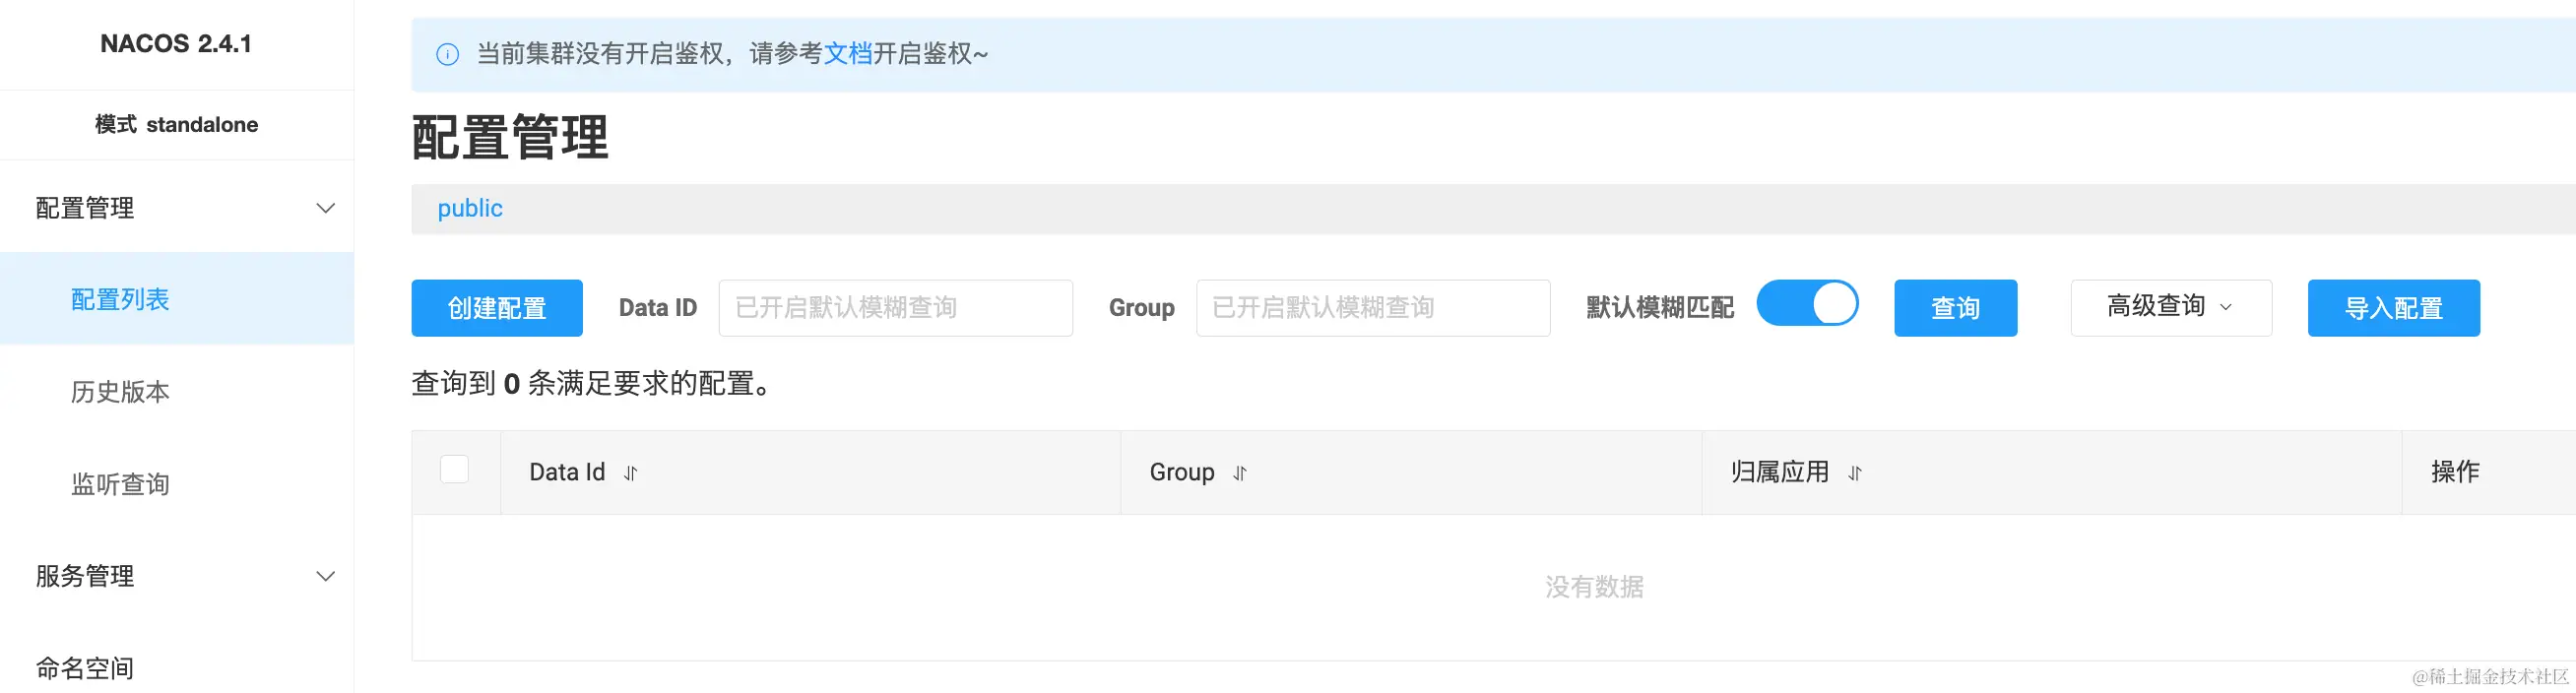 NACOS 2.4.1
模式 standalone
配置管理
配置列表
历史版本
监听查询
服务管理
命名空间
当前集群没有开启鉴权，请参考文档开启鉴权~
配置管理
public
创建配置 Data ID 已开启默认模糊查询 Group 已开启默认模糊查询 默认模糊匹配 查询 高级查询 导入配置
查询到 0 条满足要求的配置。
Data Id Group 归属应用 操作
没有数据
@稀土掘金技术社区